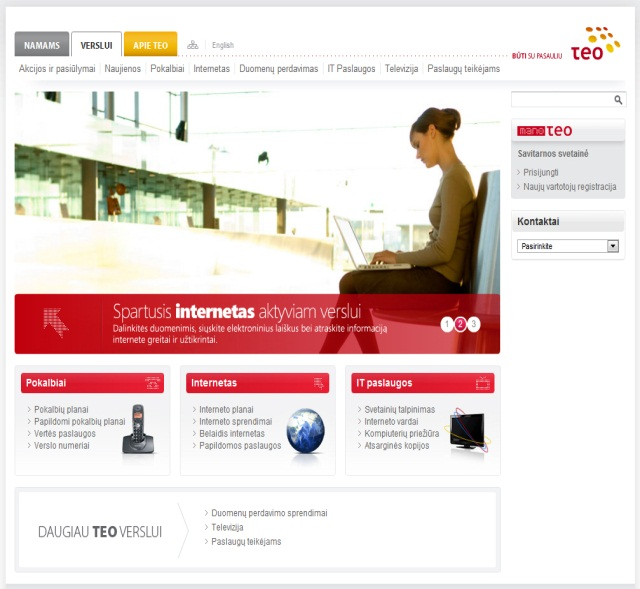 NAMAMS
VERSLUI
APIE TEO
English
BŪTI SU PASAULIU
teo
Akcijos ir pasiūlymai
Naujienos
Pokalbiai
Internetas
Duomenų perdavimas
IT Paslaugos
Televizija
Paslaugų teikėjams
mano teo
Savitarnos svetainė
Prisijungti
Naujų vartotojų registracija
Kontaktai
Pasirinkite
Spartusis internetas aktyviam verslui
Dalinkitės duomenimis, siųskite elektroninius laiškus bei atraskite informaciją
internete greitai ir užtikrintai.
1 2 3
Pokalbiai
Pokalbių planai
Papildomi pokalbių planai
Vertės paslaugos
Verslo numeriai
Internetas
Interneto planai
Interneto sprendimai
Belaidis internetas
Papildomos paslaugos
IT paslaugos
Svetainių talpinimas
Interneto vardai
Kompiuterių priežiūra
Atsarginės kopijos
DAUGIAU TEO VERSLUI
Duomenų perdavimo sprendimai
Televizija
Paslaugų teikėjams